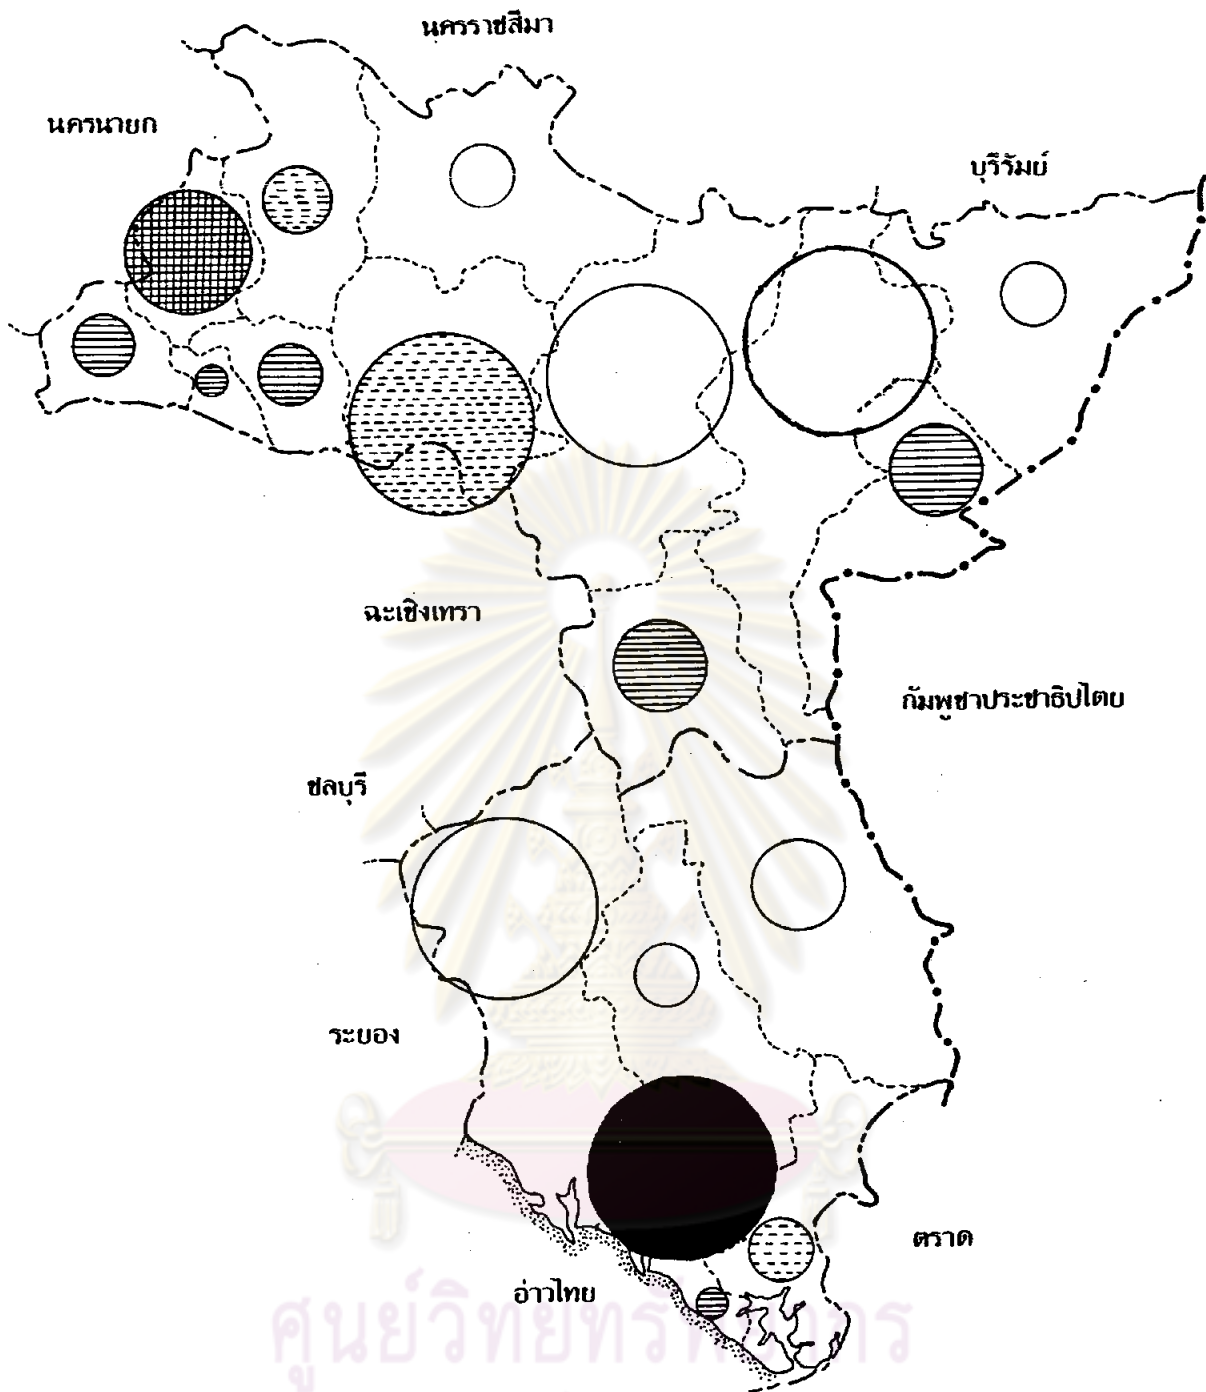 นครราชสีมา
นครนายก
บุรีรัมย์
ฉะเชิงเทรา
กัมพูชาประชาธิปไตย
ชลบุรี
ระยอง
ตราด
อ่าวไทย
ศูนย์วิทยทรัพยากร